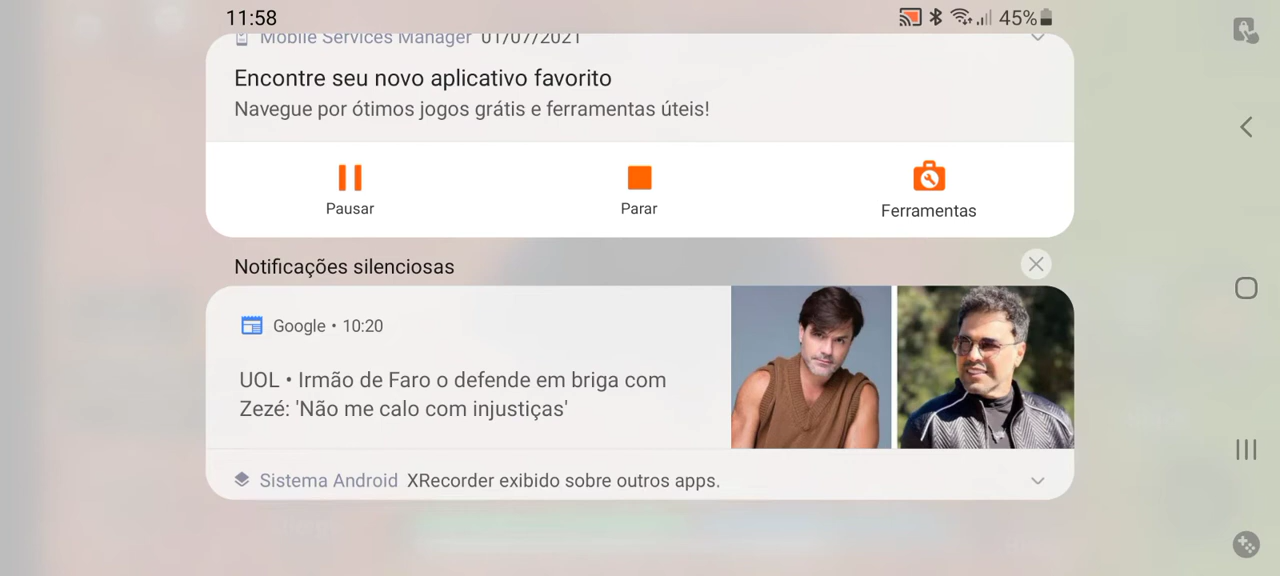 11:58
45%
Mobile Services Manager 01/07/2021
Encontre seu novo aplicativo favorito
Navegue por ótimos jogos grátis e ferramentas úteis!
Pausar
Parar
Ferramentas
Notificações silenciosas
Google • 10:20
UOL • Irmão de Faro o defende em briga com
Zezé: 'Não me calo com injustiças'
Sistema Android XRecorder exibido sobre outros apps.